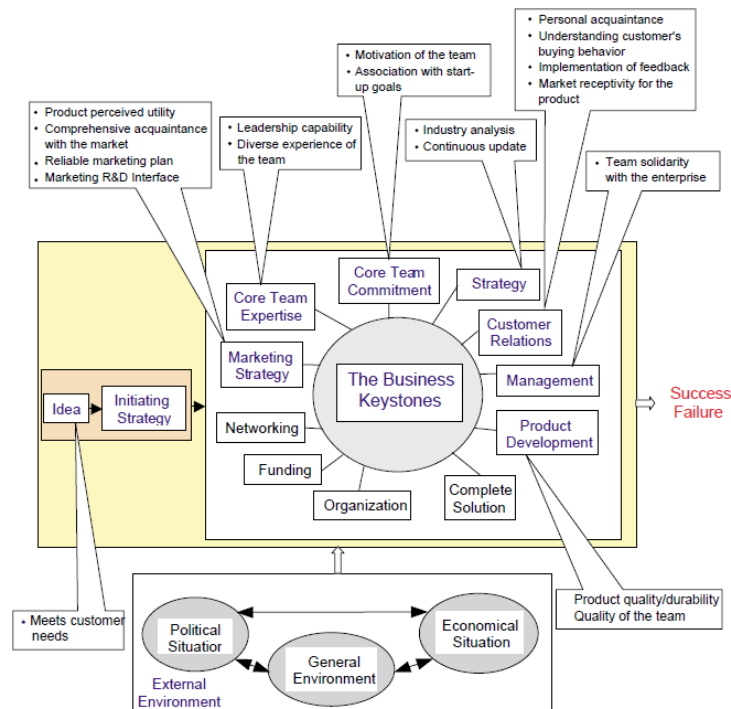 • Personal acquaintance
• Understanding customer's
buying behavior
• Implementation of feedback
• Market receptivity for the
product
• Motivation of the team
• Association with start-
up goals
• Product perceived utility
• Comprehensive acquaintance
with the market
• Reliable marketing plan
• Marketing R&D Interface
• Leadership capability
• Diverse experience of
the team
• Industry analysis
• Continuous update
• Team solidarity
with the enterprise
Core Team
Commitment
Strategy
Core Team
Expertise
Customer
Relations
Marketing
Strategy
The Business
Keystones
Management
Idea
Initiating
Strategy
Success
Failure
Networking
Product
Development
Funding
Organization
Complete
Solution
• Meets customer
needs
Product quality/durability
Quality of the team
Political
Situatior
Economical
Situation
General
Environment
External
Environment